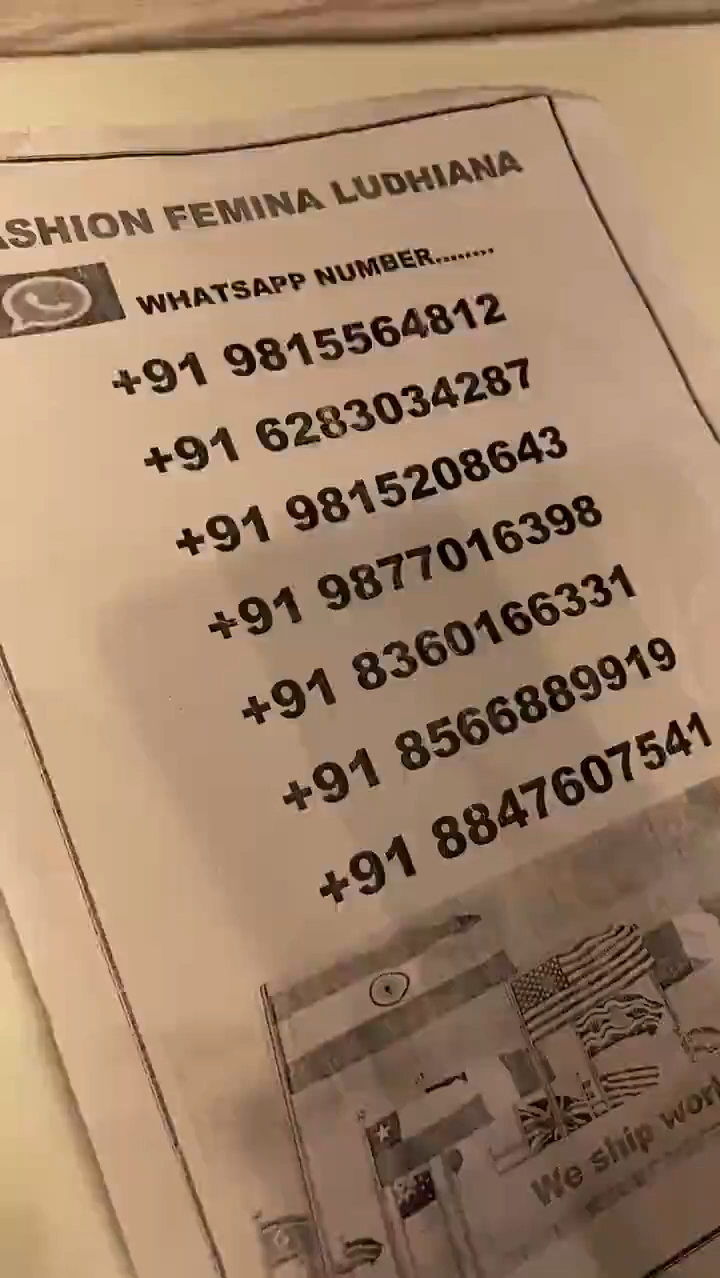 ASHION FEMINA LUDHIANA
WHATSAPP NUMBER........
+91 9815564812
+91 6283034287
+91 9815208643
+91 9877016398
+91 8360166331
+91 8566889919
+91 8847607541
We ship wor